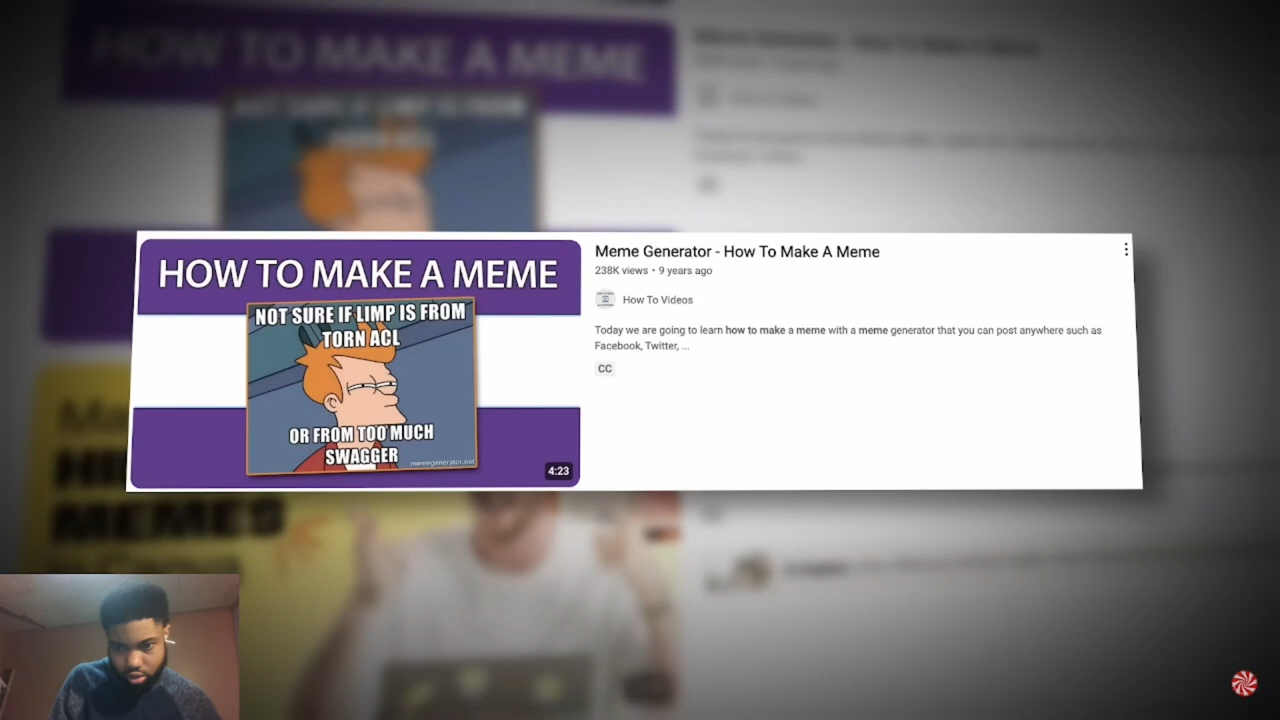 HOW TO MAKE A MEME
HOW TO MAKE A MEME
NOT SURE IF LIMP IS FROM
TORN ACL
OR FROM TOO MUCH
SWAGGER
memegenerator.net
4:23
Meme Generator - How To Make A Meme
238K views • 9 years ago
How To Videos
Today we are going to learn how to make a meme with a meme generator that you can post anywhere such as
Facebook, Twitter, ...
CC
MEMES